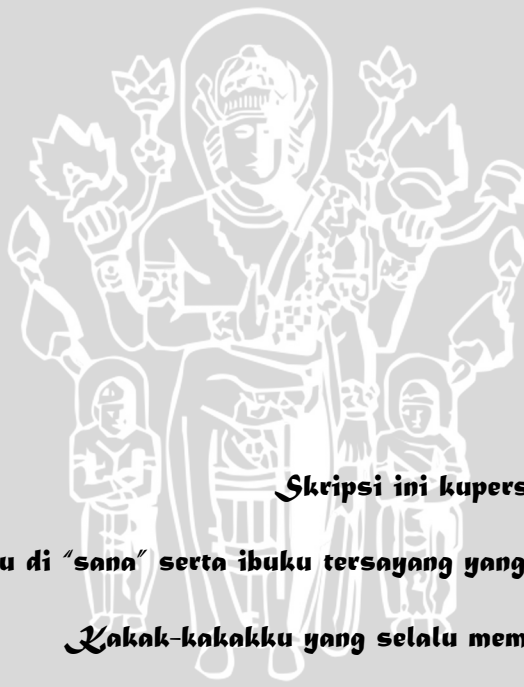 Skripsi ini kupers
u di "sana" serta ibuku tersayang yang
Kakak-kakakku yang selalu mem